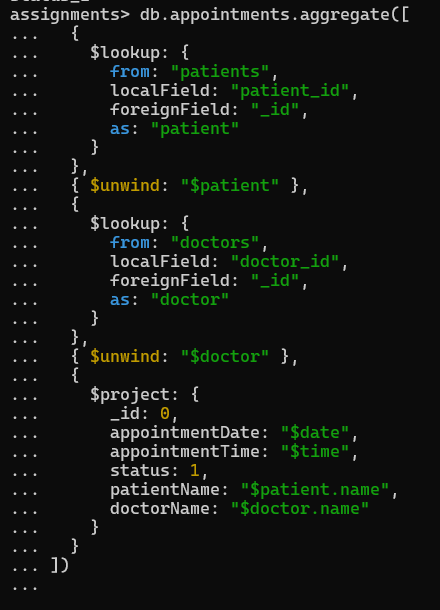 assignments> db.appointments.aggregate([
...   {
...     $lookup: {
...       from: "patients",
...       localField: "patient_id",
...       foreignField: "_id",
...       as: "patient"
...     }
...   },
...   { $unwind: "$patient" },
...   {
...     $lookup: {
...       from: "doctors",
...       localField: "doctor_id",
...       foreignField: "_id",
...       as: "doctor"
...     }
...   },
...   { $unwind: "$doctor" },
...   {
...     $project: {
...       _id: 0,
...       appointmentDate: "$date",
...       appointmentTime: "$time",
...       status: 1,
...       patientName: "$patient.name",
...       doctorName: "$doctor.name"
...     }
...   }
... ])
...